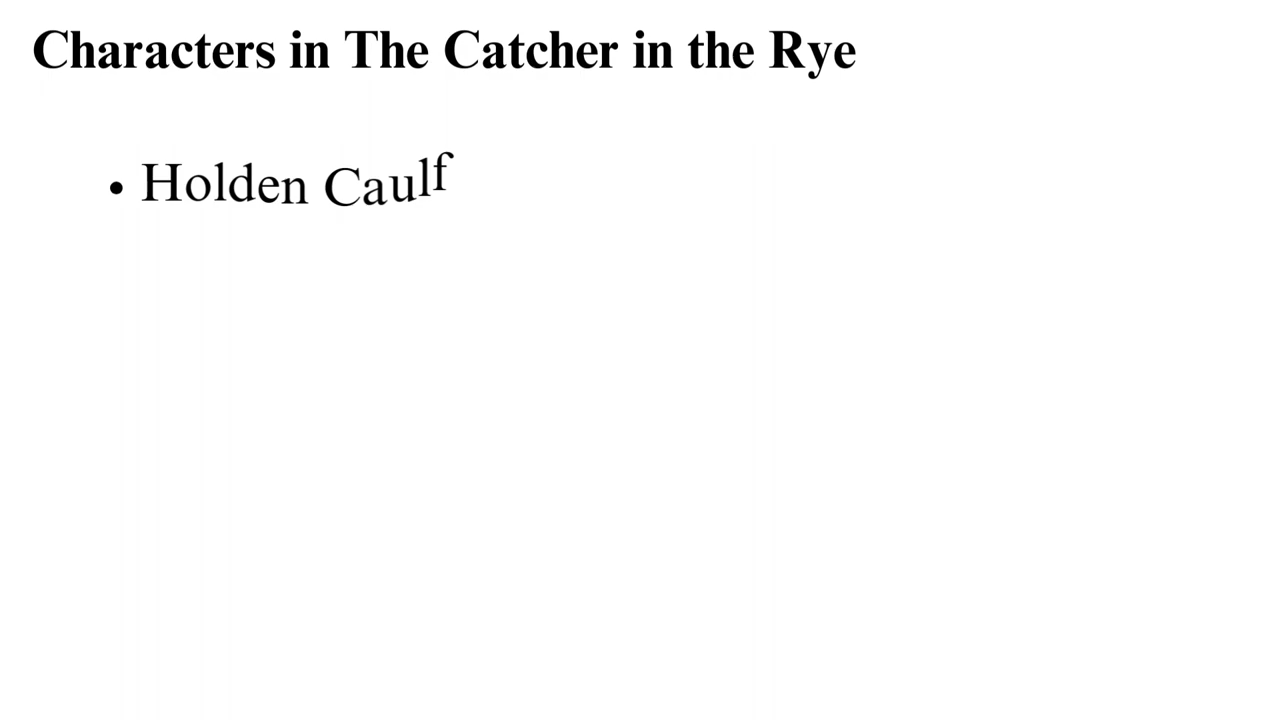 Characters in The Catcher in the Rye
• Holden Caulf